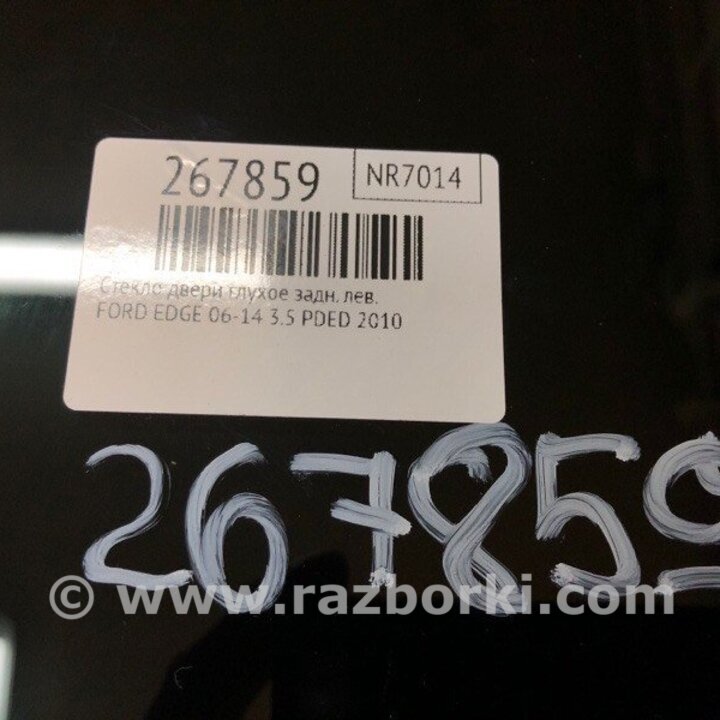 267859 NR7014
Стекло двери глухое задн. лев.
FORD EDGE 06-14 3.5 PDED 2010
267859
© www.razborki.com